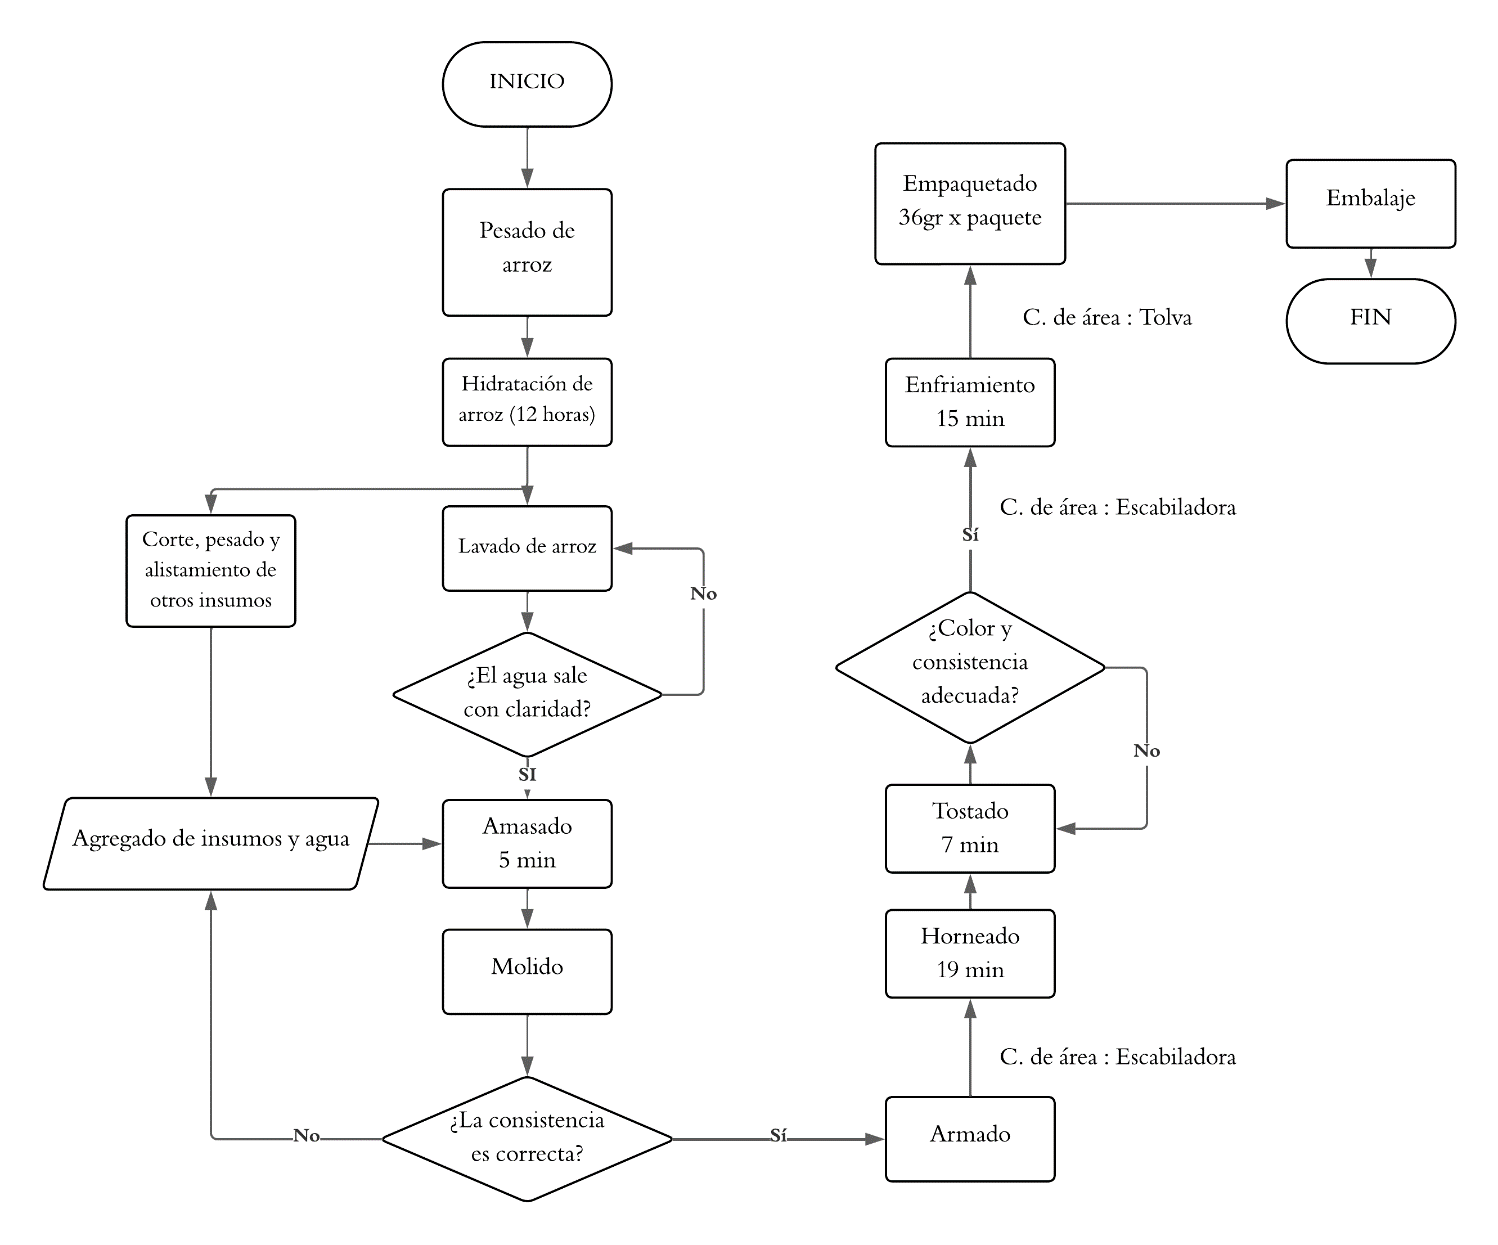 INICIO
Pesado de
arroz
Hidratación de
arroz (12 horas)
Corte, pesado y
alistamiento de
otros insumos
Lavado de arroz
No
¿El agua sale
con claridad?
SI
Agregado de insumos y agua
Amasado
5 min
Molido
¿La consistencia
es correcta?
No
Sí
Armado
C. de área : Escabiladora
Horneado
19 min
Tostado
7 min
No
¿Color y
consistencia
adecuada?
Sí
C. de área : Escabiladora
Enfriamiento
15 min
C. de área : Tolva
Empaquetado
36gr x paquete
Embalaje
FIN